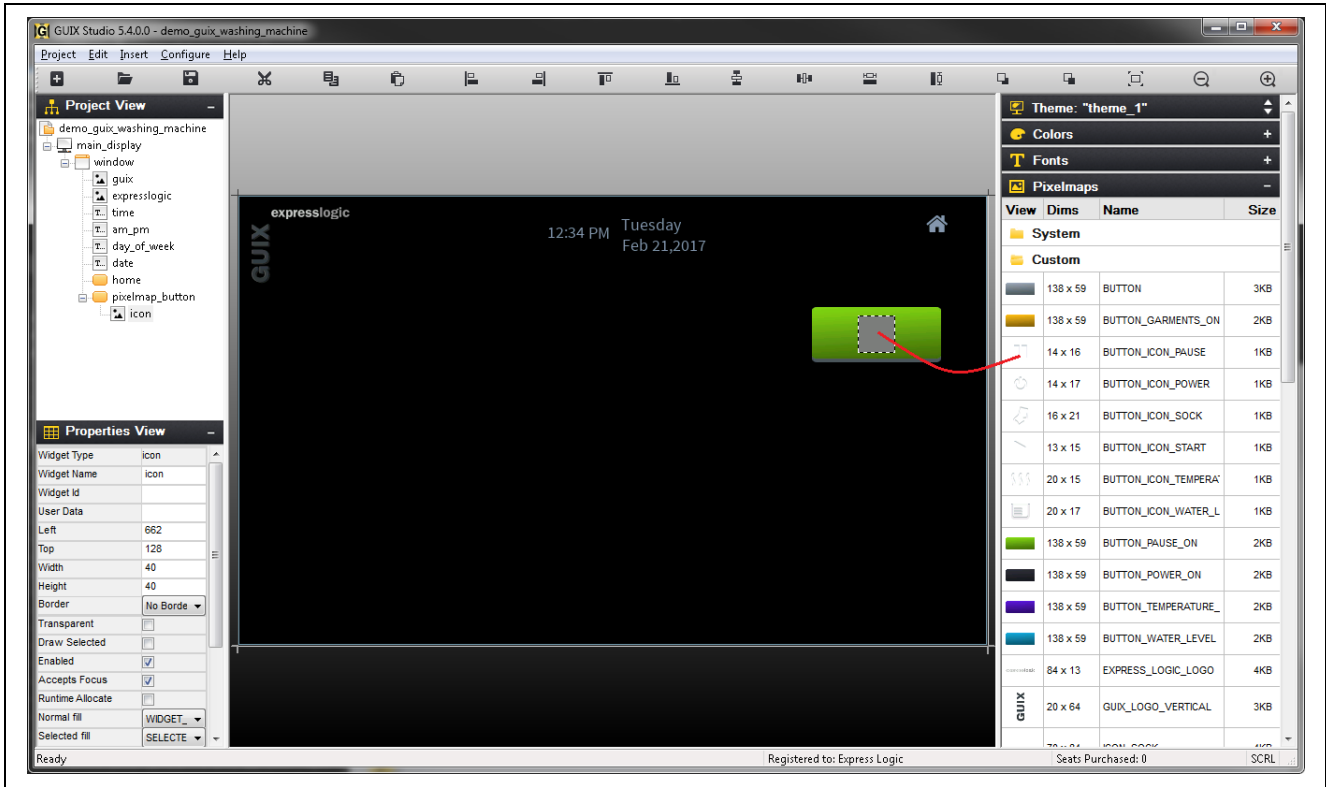 GUIX Studio 5.4.0.0 - demo_guix_washing_machine
Project Edit Insert Configure Help
Project View
demo_guix_washing_machine
main_display
window
guix
expresslogic
T... time
T... am_pm
T... day_of_week
T... date
home
pixelmap_button
icon
Properties View
Widget Type icon
Widget Name icon
Widget Id
User Data
Left 662
Top 128
Width 40
Height 40
Border No Borde
Transparent
Draw Selected
Enabled
Accepts Focus
Runtime Allocate
Normal fill WIDGET_
Selected fill SELECTE
expresslogic
GUIX
12:34 PM
Tuesday
Feb 21,2017
Theme: "theme_1"
Colors
Fonts
Pixelmaps
View Dims Name Size
System
Custom
138 x 59 BUTTON 3KB
138 x 59 BUTTON_GARMENTS_ON 2KB
14 x 16 BUTTON_ICON_PAUSE 1KB
14 x 17 BUTTON_ICON_POWER 1KB
16 x 21 BUTTON_ICON_SOCK 1KB
13 x 15 BUTTON_ICON_START 1KB
20 x 15 BUTTON_ICON_TEMPERA
1KB
20 x 17 BUTTON_ICON_WATER_L 1KB
138 x 59 BUTTON_PAUSE_ON 2KB
138 x 59 BUTTON_POWER_ON 2KB
138 x 59 BUTTON_TEMPERATURE_ 2KB
138 x 59 BUTTON_WATER_LEVEL 2KB
84 x 13 EXPRESS_LOGIC_LOGO 4KB
GUIX 20 x 64 GUIX_LOGO_VERTICAL 3KB
Ready
Registered to: Express Logic
Seats Purchased: 0
SCRL